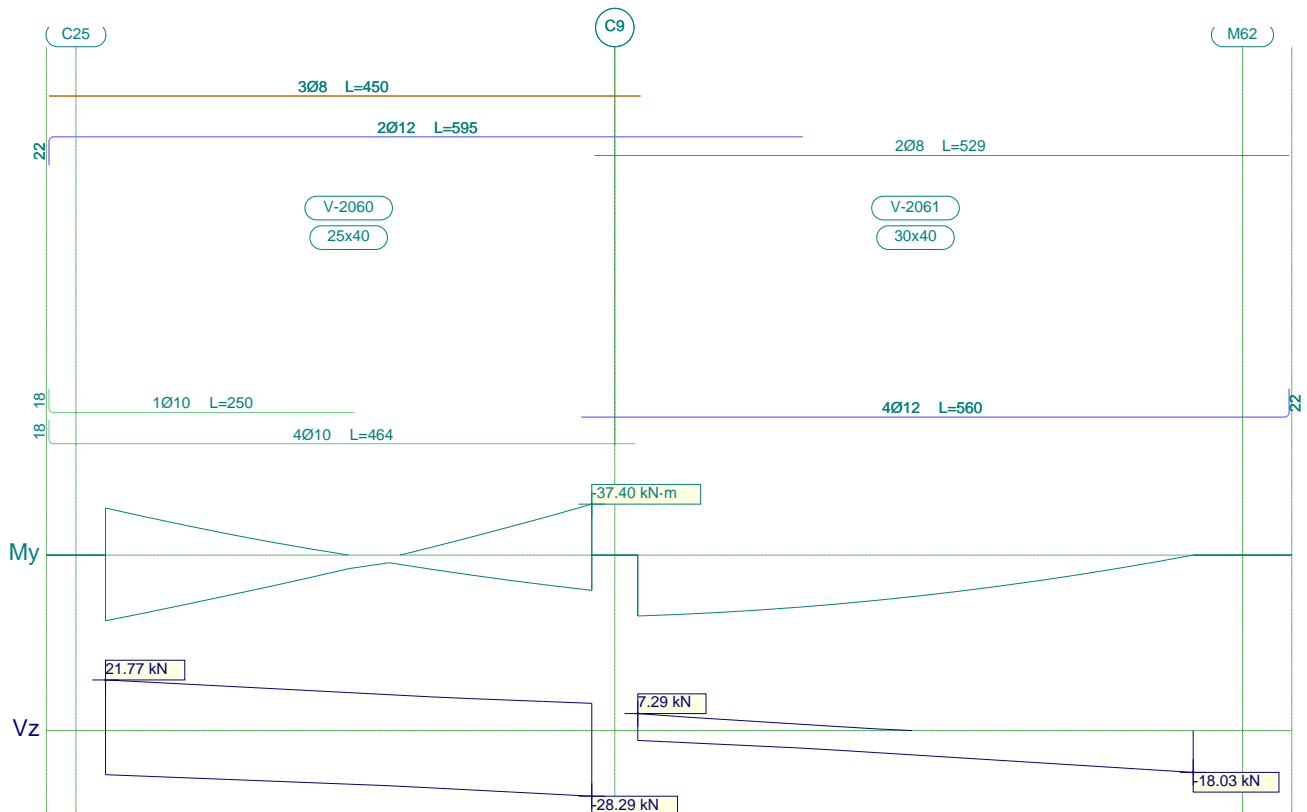 C25
C9
M62
3Ø8 L=450
2Ø12 L=595
22
2Ø8 L=529
V-2060
25x40
V-2061
30x40
18
1Ø10 L=250
4Ø12 L=560
22
18
4Ø10 L=464
-37.40 kN·m
My
21.77 kN
7.29 kN
Vz
-18.03 kN
-28.29 kN